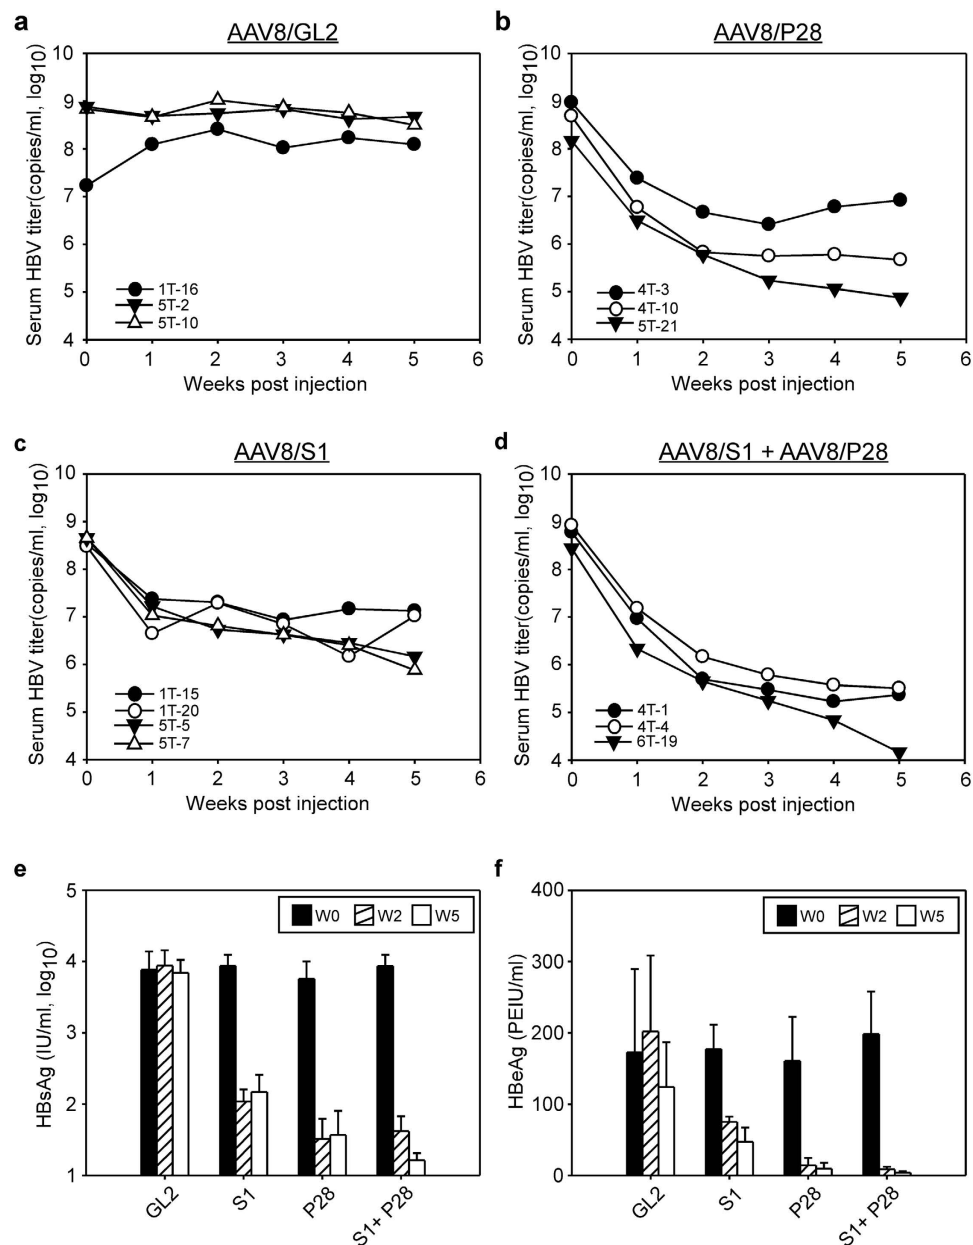 a
AAV8/GL2
Serum HBV titer(copies/ml, log10)
10
9
8
7
6
5
4
1T-16
5T-2
5T-10
0 1 2 3 4 5 6
Weeks post injection
b
AAV8/P28
Serum HBV titer(copies/ml, log10)
10
9
8
7
6
5
4
4T-3
4T-10
5T-21
0 1 2 3 4 5 6
Weeks post injection
c
AAV8/S1
Serum HBV titer(copies/ml, log10)
10
9
8
7
6
5
4
1T-15
1T-20
5T-5
5T-7
0 1 2 3 4 5 6
Weeks post injection
d
AAV8/S1 + AAV8/P28
Serum HBV titer(copies/ml, log10)
10
9
8
7
6
5
4
4T-1
4T-4
6T-19
0 1 2 3 4 5 6
Weeks post injection
e
HBsAg (IU/ml, log10)
5
4
3
2
1
W0 W2 W5
GL2 S1 P28 S1+ P28
f
HBeAg (PEIU/ml)
400
300
200
100
0
W0 W2 W5
GL2 S1 P28 S1+ P28